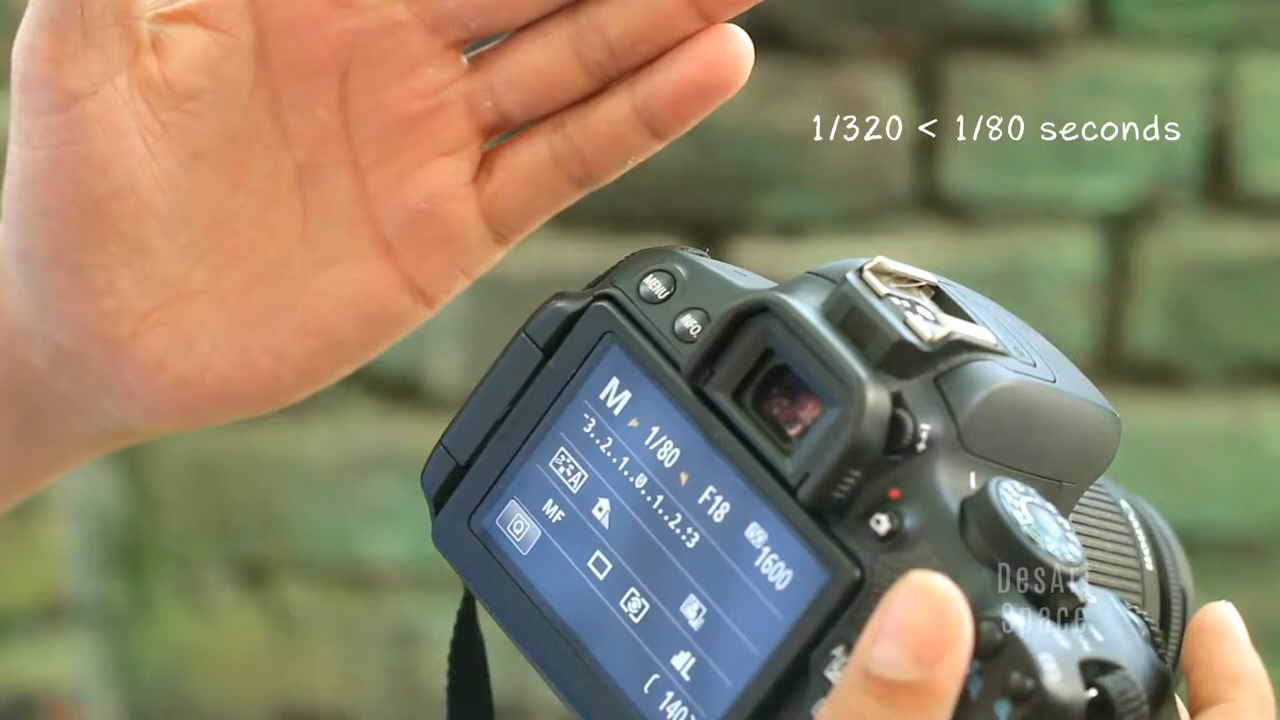 1/320 < 1/80 seconds
MENU
INFO.
M 1/80 F18 ISO 1600
-3..2..1..0..1..2..:3
A
MF
Q
L
DesArt
Space